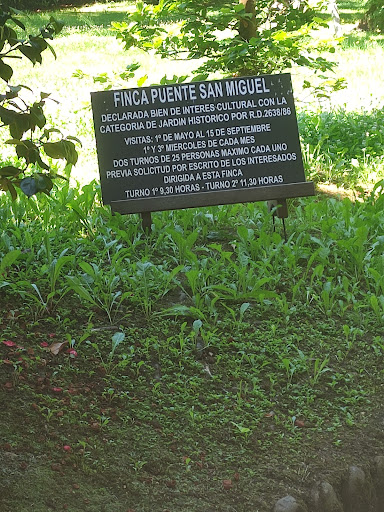 FINCA PUENTE SAN MIGUEL
DECLARADA BIEN DE INTERES CULTURAL CON LA
CATEGORIA DE JARDIN HISTORICO POR R.D.2638/86
VISITAS: 1º DE MAYO AL 15 DE SEPTIEMBRE
1º Y 3º MIERCOLES DE CADA MES
DOS TURNOS DE 25 PERSONAS MAXIMO CADA UNO
PREVIA SOLICITUD POR ESCRITO DE LOS INTERESADOS
DIRIGIDA A ESTA FINCA
TURNO 1º 9,30 HORAS - TURNO 2º 11,30 HORAS